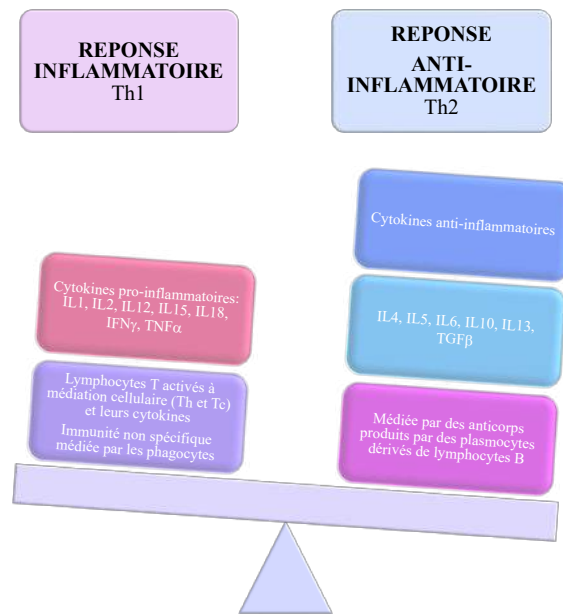 REPONSE
INFLAMMATOIRE
Th1
REPONSE
ANTI-
INFLAMMATOIRE
Th2
Cytokines pro-inflammatoires:
IL1, IL2, IL12, IL15, IL18,
IFNγ, TNFα
Lymphocytes T activés à
médiation cellulaire (Th et Tc)
et leurs cytokines
Immunité non spécifique
médiée par les phagocytes
Cytokines anti-inflammatoires
IL4, IL5, IL6, IL10, IL13,
TGFβ
Médiée par des anticorps
produits par des plasmocytes
dérivés de lymphocytes B